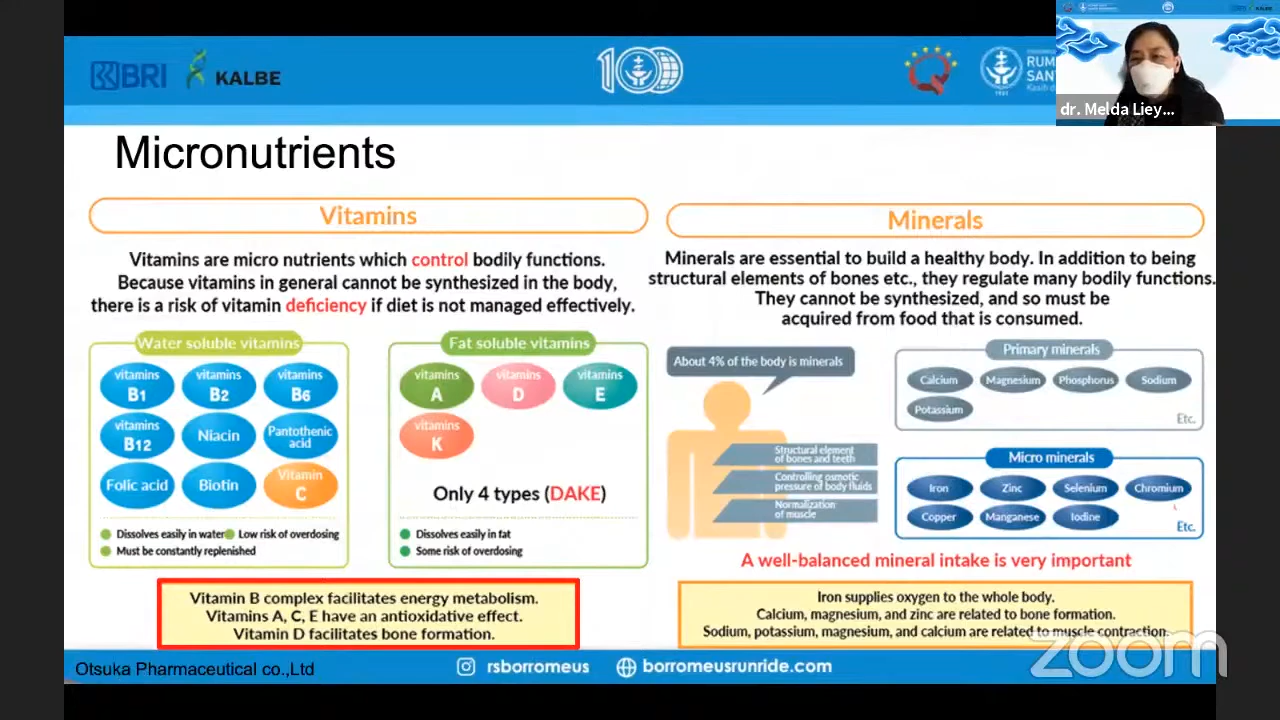 BRI
KALBE
100
RUM
SANT
dr. Melda Liey...
Micronutrients
Vitamins
Vitamins are micro nutrients which control bodily functions.
Because vitamins in general cannot be synthesized in the body,
there is a risk of vitamin deficiency if diet is not managed effectively.
Water soluble vitamins
vitamins B1
vitamins B2
vitamins B6
vitamins B12
Niacin
Pantothenic acid
Folic acid
Biotin
Vitamin C
Dissolves easily in water
Low risk of overdosing
Must be constantly replenished
Fat soluble vitamins
vitamins A
vitamins D
vitamins E
vitamins K
Only 4 types (DAKE)
Dissolves easily in fat
Some risk of overdosing
Vitamin B complex facilitates energy metabolism.
Vitamins A, C, E have an antioxidative effect.
Vitamin D facilitates bone formation.
Minerals
Minerals are essential to build a healthy body. In addition to being
structural elements of bones etc., they regulate many bodily functions.
They cannot be synthesized, and so must be
acquired from food that is consumed.
About 4% of the body is minerals
Structural element
of bones and teeth
Controlling osmotic
pressure of body fluids
Normalization
of muscle
Primary minerals
Calcium Magnesium Phosphorus Sodium
Potassium
Etc.
Micro minerals
Iron Zinc Selenium Chromium
Copper Manganese Iodine
Etc.
A well-balanced mineral intake is very important
Iron supplies oxygen to the whole body.
Calcium, magnesium, and zinc are related to bone formation.
Sodium, potassium, magnesium, and calcium are related to muscle contraction.
Otsuka Pharmaceutical co.,Ltd
rsborromeus
borromeusrunride.com
zoom